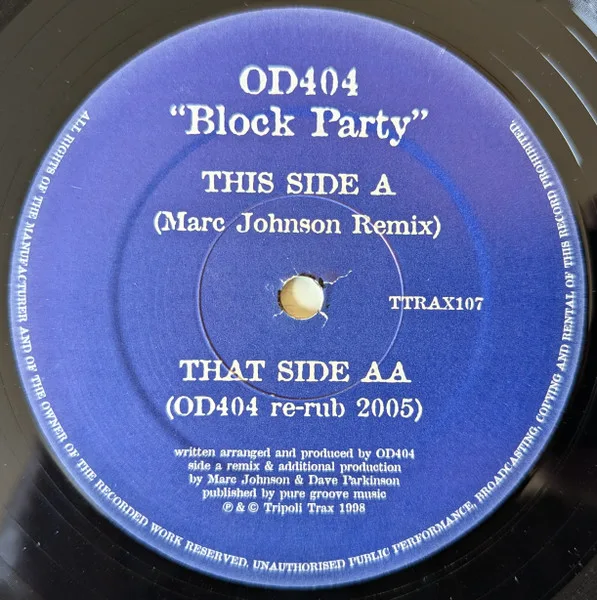 OD404
“Block Party”
THIS SIDE A
(Marc Johnson Remix)
TTRAX107
THAT SIDE AA
(OD404 re-rub 2005)
written arranged and produced by OD404
side a remix & additional production
by Marc Johnson & Dave Parkinson
published by pure groove music
℗ & © Tripoli Trax 1998
ALL RIGHTS OF THE MANUFACTURER AND OF THE OWNER OF THE RECORDED WORK RESERVED. UNAUTHORISED PUBLIC PERFORMANCE, BROADCASTING, COPYING AND RENTAL OF THIS RECORD PROHIBITED.